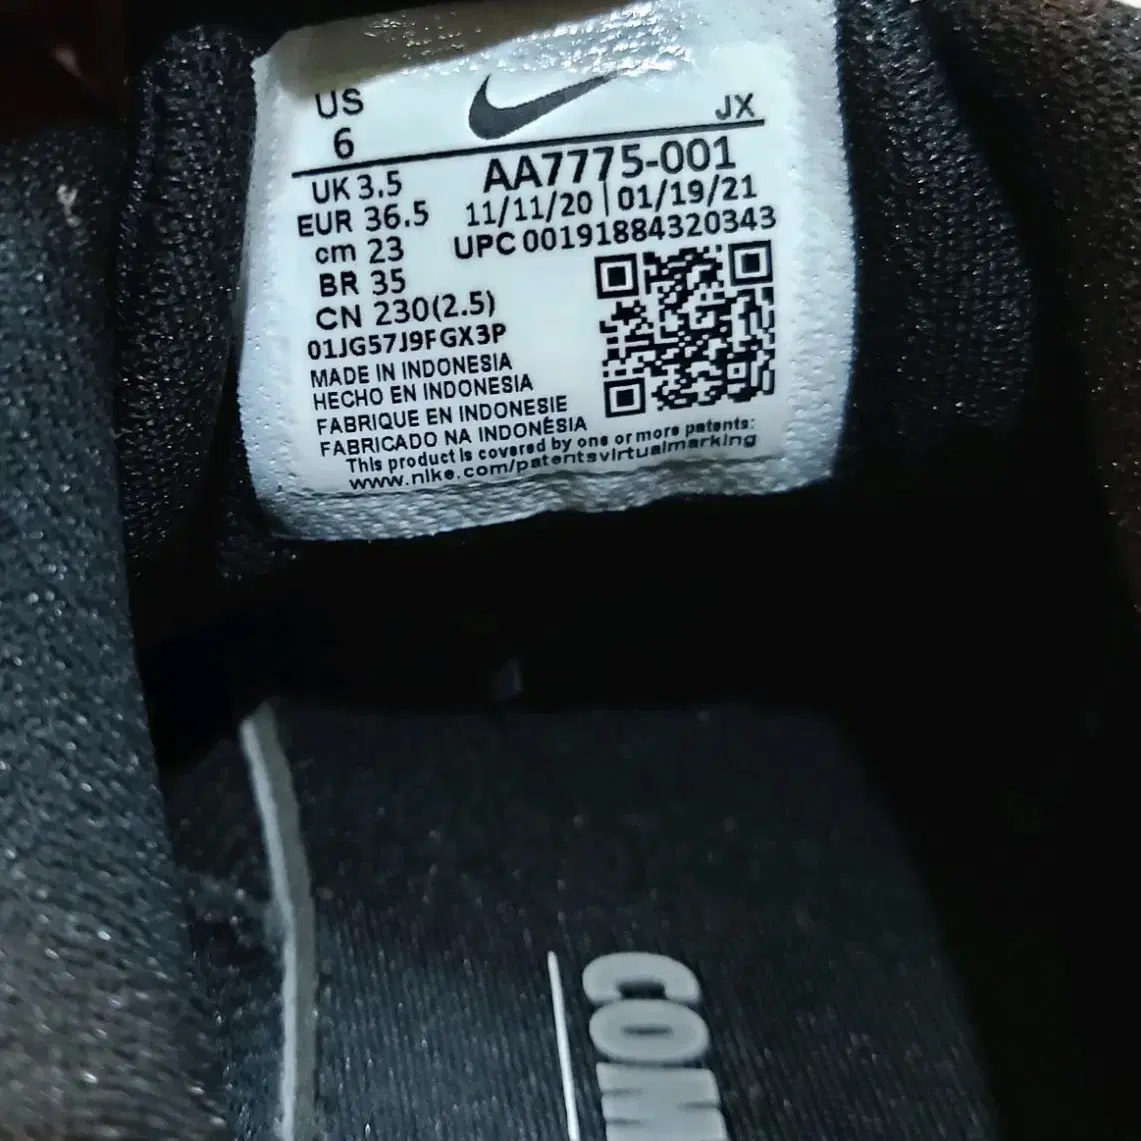 US
6
JX
UK 3.5
AA7775-001
EUR 36.5
11/11/20 | 01/19/21
cm 23
UPC 00191884320343
BR 35
CN 230(2.5)
01JG57J9FGX3P
MADE IN INDONESIA
HECHO EN INDONESIA
FABRIQUE EN INDONESIE
FABRICADO NA INDONÉSIA
This product is covered by one or more patents:
www.nike.com/patentsvirtualmarking